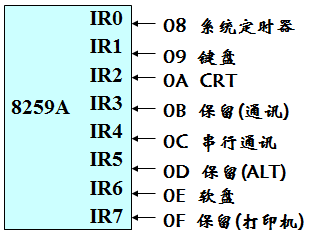 IR0 08 系统定时器
IR1 09 键盘
IR2 0A CRT
8259A IR3 0B 保留(通讯)
IR4 0C 串行通讯
IR5 0D 保留(ALT)
IR6 0E 软盘
IR7 0F 保留(打印机)